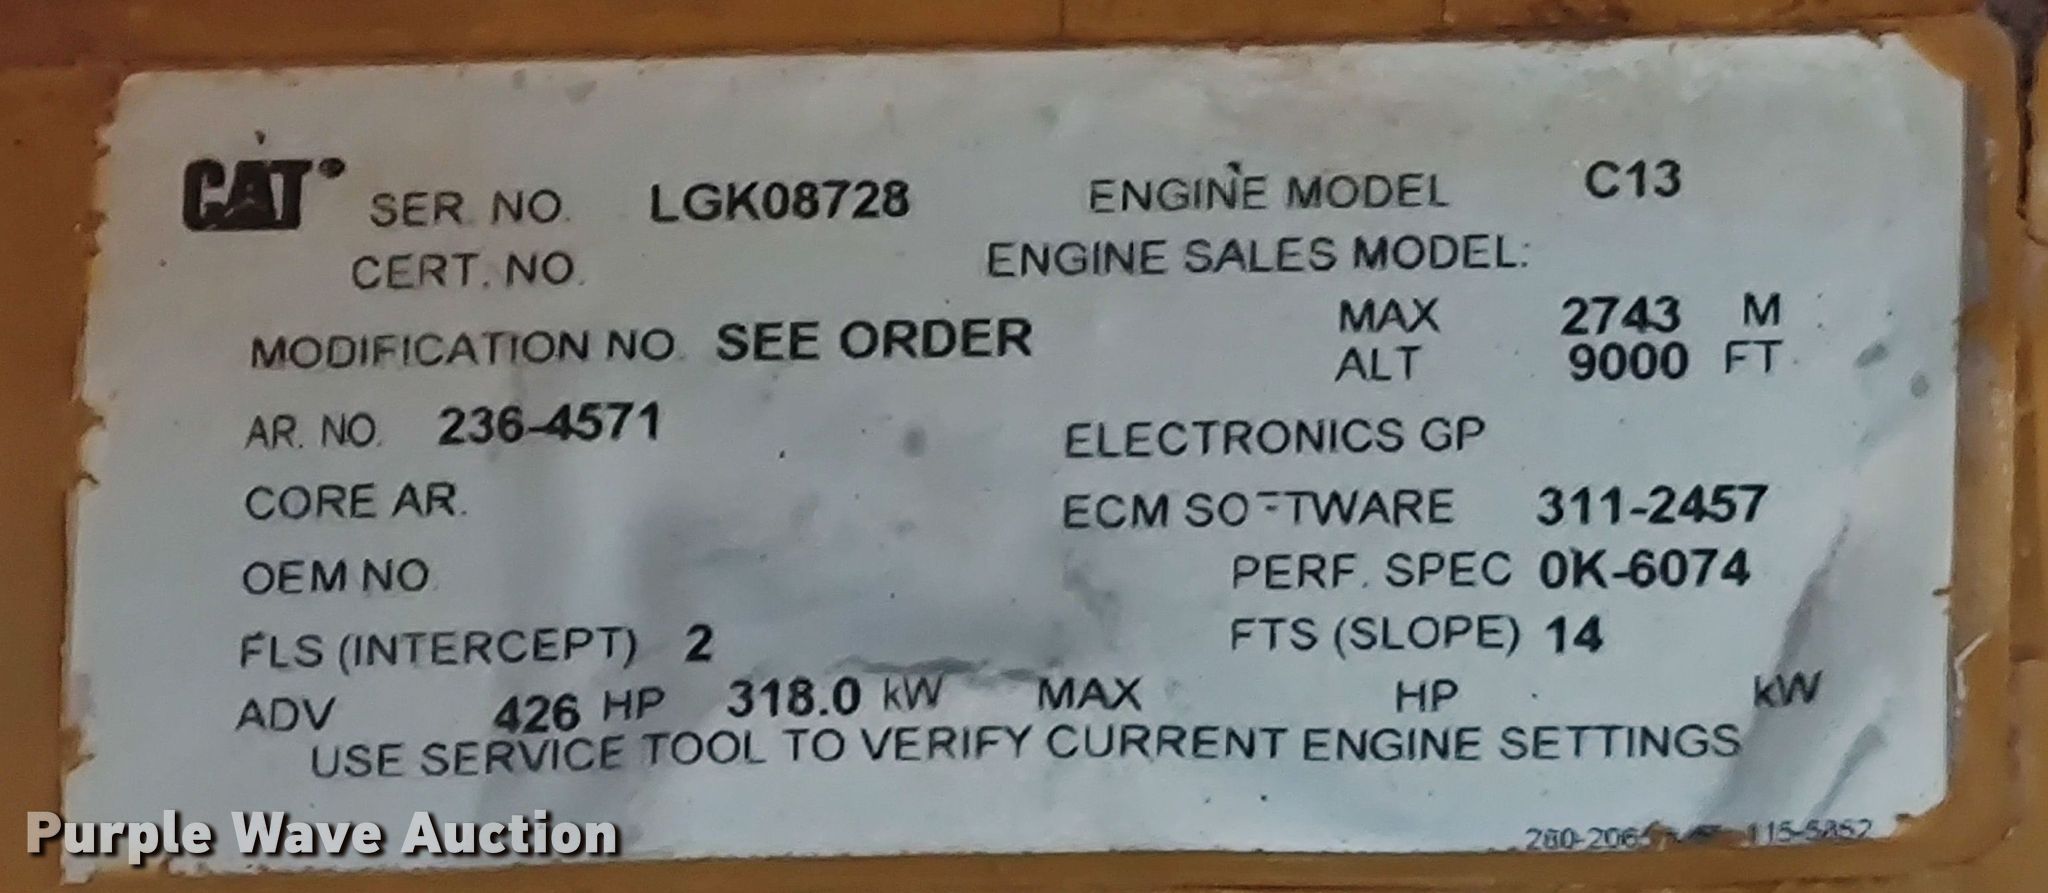 CAT SER. NO. LGK08728 ENGINE MODEL C13
CERT. NO. ENGINE SALES MODEL:
MODIFICATION NO. SEE ORDER MAX 2743 M
ALT 9000 FT
AR. NO. 236-4571 ELECTRONICS GP
CORE AR. ECM SOFTWARE 311-2457
OEM NO PERF. SPEC 0K-6074
FLS (INTERCEPT) 2 FTS (SLOPE) 14
ADV 426 HP 318.0 kW MAX HP kW
USE SERVICE TOOL TO VERIFY CURRENT ENGINE SETTINGS
115-5852
Purple Wave Auction